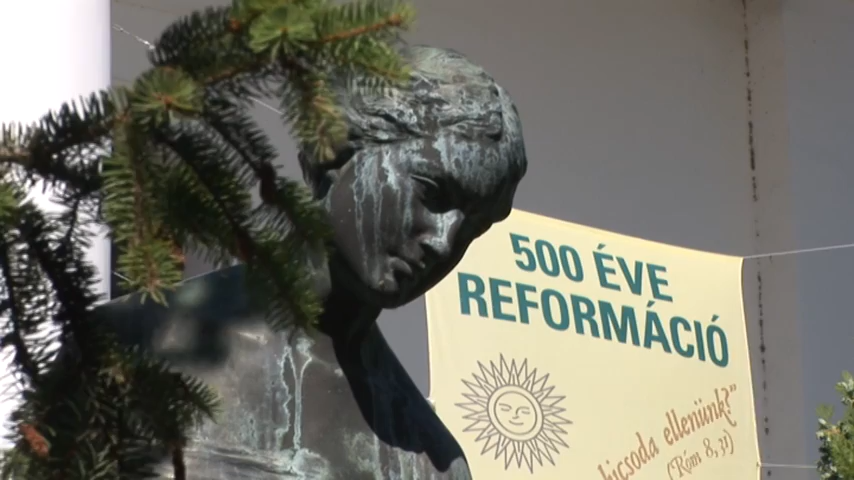 500 ÉVE
REFORMÁCIÓ
kicsoda ellenünk?"
(Róm 8,31)